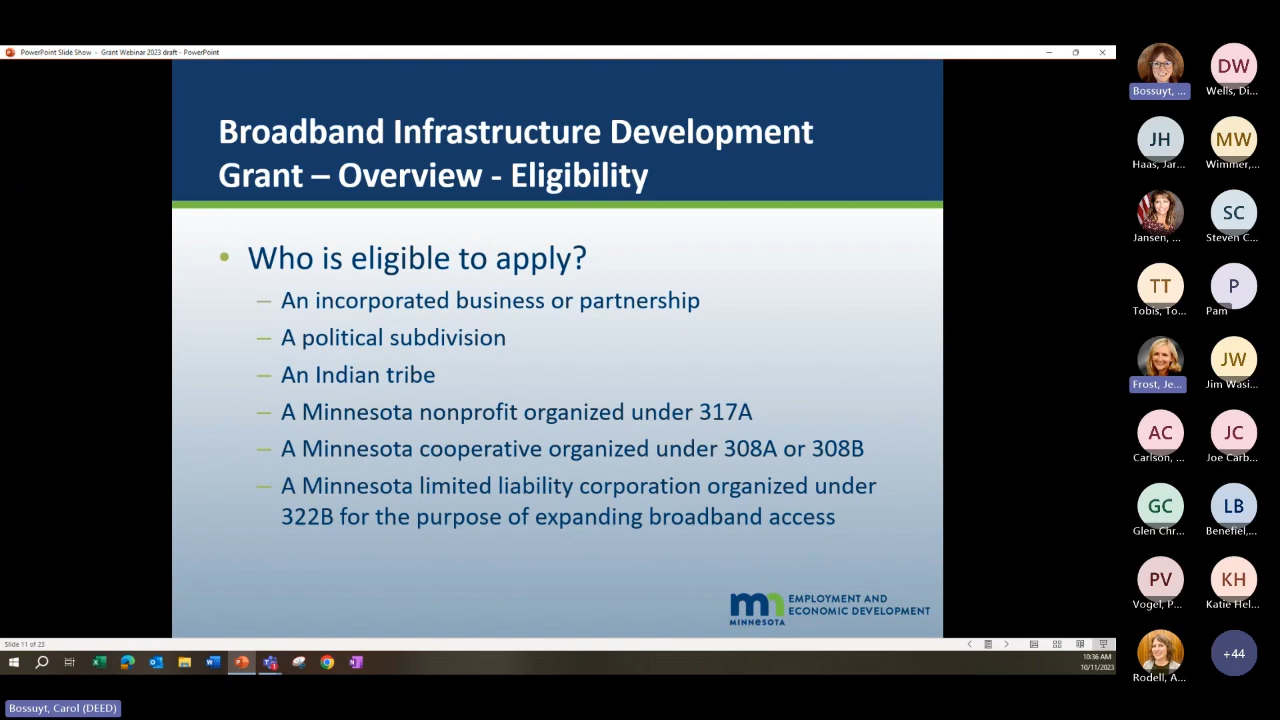 PowerPoint Slide Show - Grant Webinar 2023 draft - PowerPoint
Broadband Infrastructure Development
Grant – Overview - Eligibility
• Who is eligible to apply?
– An incorporated business or partnership
– A political subdivision
– An Indian tribe
– A Minnesota nonprofit organized under 317A
– A Minnesota cooperative organized under 308A or 308B
– A Minnesota limited liability corporation organized under
322B for the purpose of expanding broadband access
mn
MINNESOTA
EMPLOYMENT AND
ECONOMIC DEVELOPMENT
Slide 11 of 23
10:36 AM
10/11/2023
Bossuyt, Carol (DEED)
Bossuyt, ...
DW
Wells, Di...
JH
Haas, Jar...
MW
Wimmer,...
Jansen, ...
SC
Steven C...
TT
Tobis, To...
P
Pam
Frost, Je...
JW
Jim Wasi...
AC
Carlson, ...
JC
Joe Carb...
GC
Glen Chr...
LB
Benefiel,...
PV
Vogel, P...
KH
Katie Hel...
Rodell, A...
+44